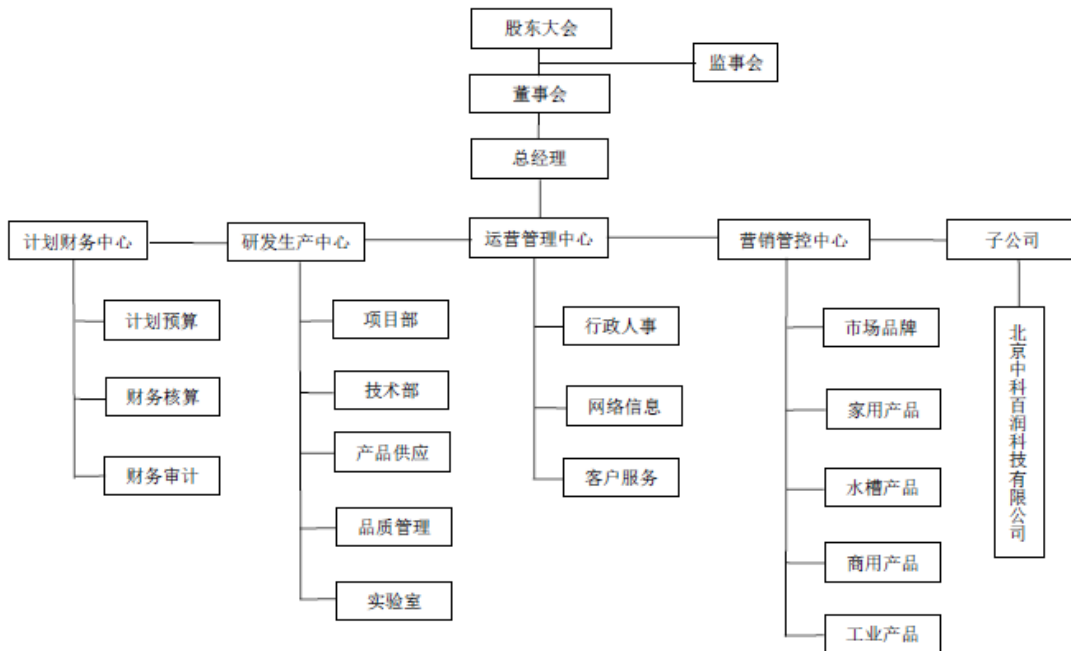 股东大会
监事会
董事会
总经理
计划财务中心
研发生产中心
运营管理中心
营销管控中心
子公司
计划预算
财务核算
财务审计
项目部
技术部
产品供应
品质管理
实验室
行政人事
网络信息
客户服务
市场品牌
家用产品
水槽产品
商用产品
工业产品
北京中科百润科技有限公司